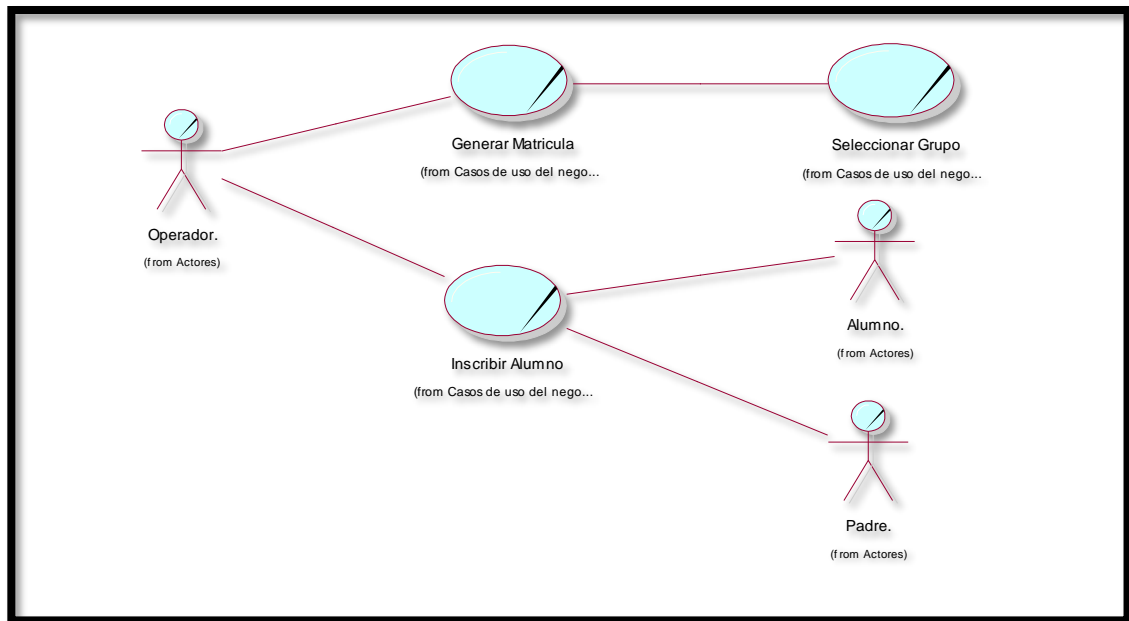 Generar Matricula
(from Casos de uso del nego...
Seleccionar Grupo
(from Casos de uso del nego...
Operador.
(from Actores)
Inscribir Alumno
(from Casos de uso del nego...
Alumno.
(from Actores)
Padre.
(from Actores)